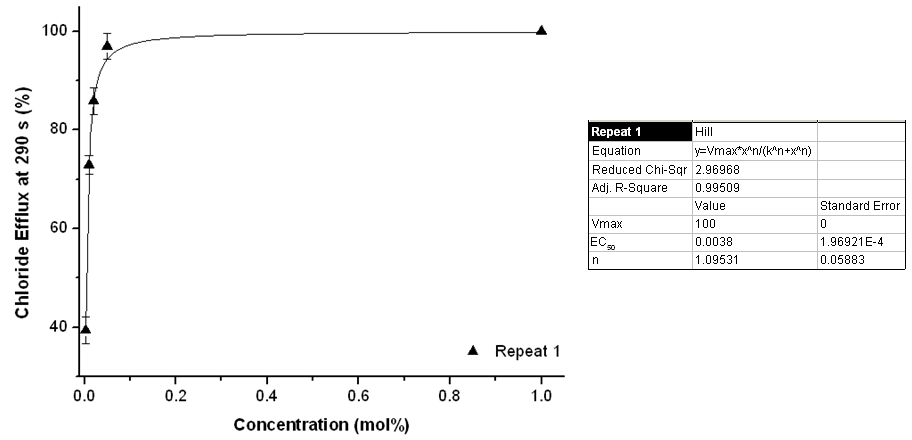 100
80
60
40
Chloride Efflux at 290 s (%)
0.0 0.2 0.4 0.6 0.8 1.0
Concentration (mol%)
Repeat 1
Repeat 1 Hill
Equation y=Vmax*x^n/(k^n+x^n)
Reduced Chi-Sqr 2.96968
Adj. R-Square 0.99509
Value Standard Error
Vmax 100 0
EC50 0.0038 1.96921E-4
n 1.09531 0.05883